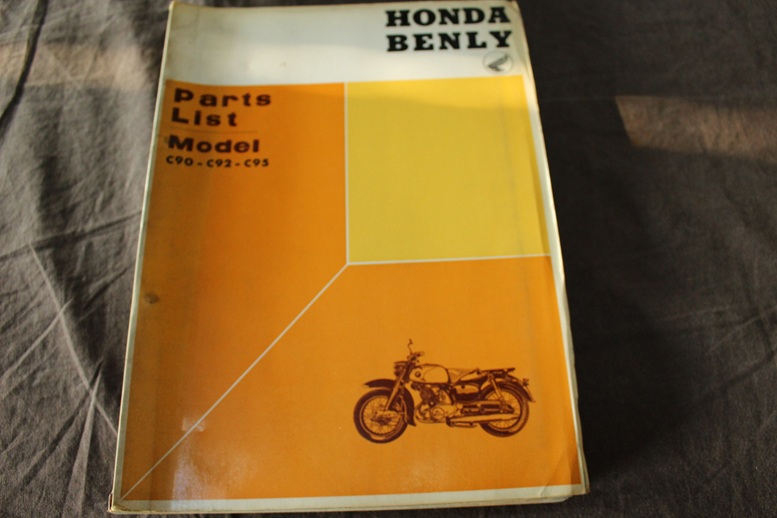 HONDA
BENLY
Parts
List
Model
C90-C92-C95